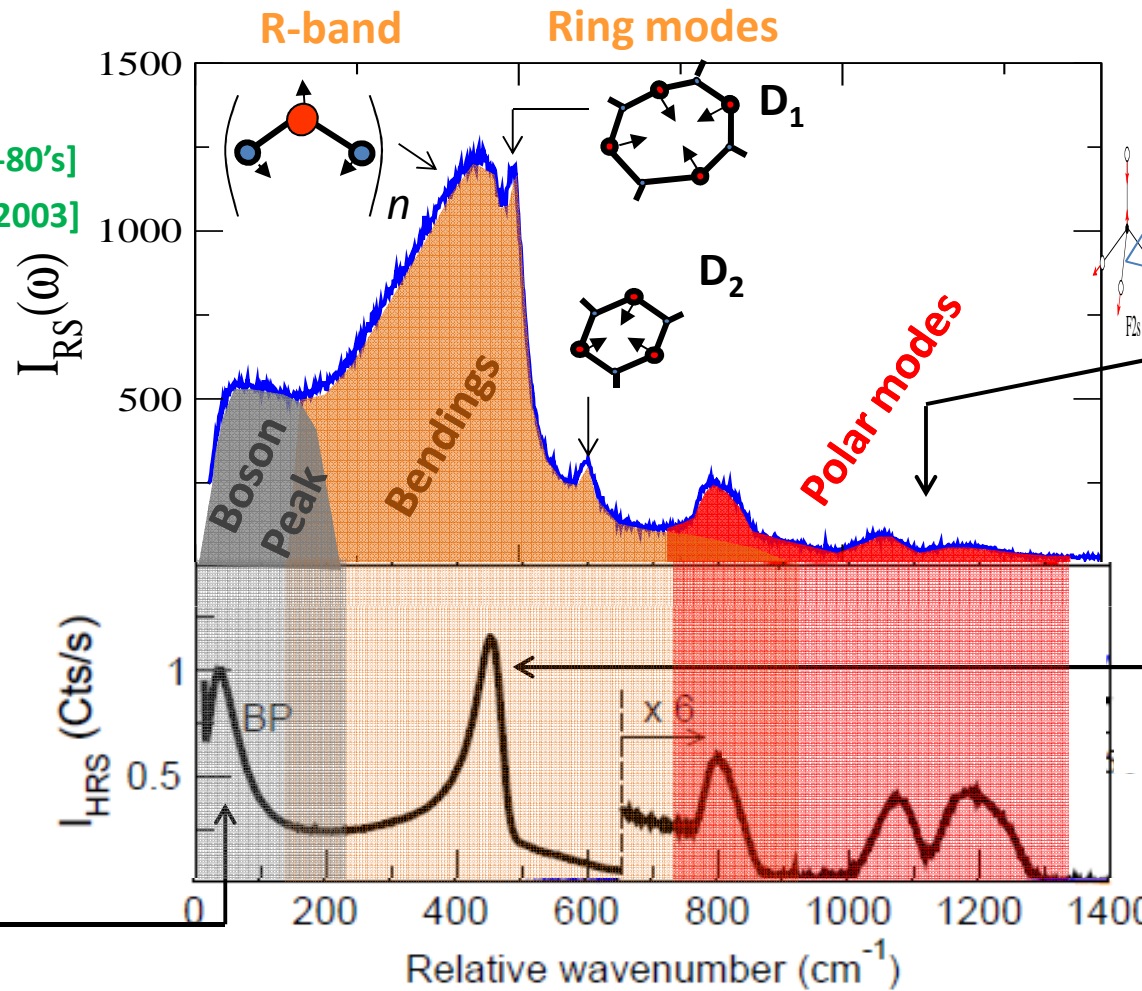 R-band
Ring modes
1500
D1
-80's]
n
2003]
1000
D2
IRS(ω)
F2s
500
Boson
Peak
Bendings
Polar modes
1
BP
x 6
0.5
IHRS (Cts/s)
0 200 400 600 800 1000 1200 1400
Relative wavenumber (cm-1)